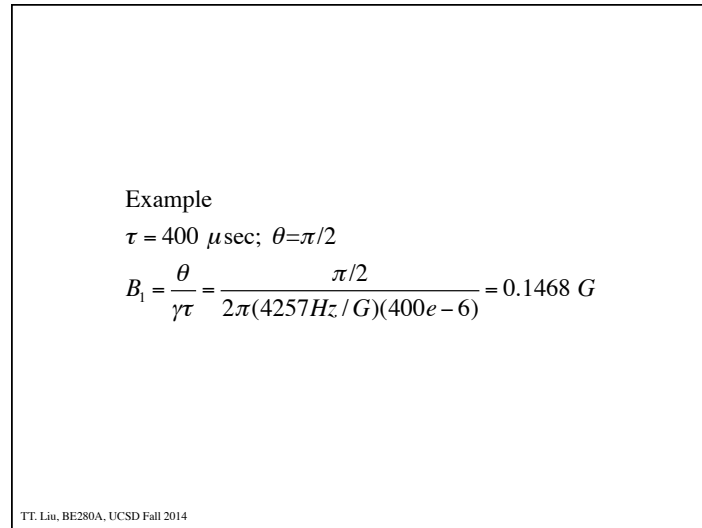 Example
τ = 400 μsec; θ=π/2
B₁ = θ/γτ = π/2 / 2π(4257Hz/G)(400e−6) = 0.1468 G
TT. Liu, BE280A, UCSD Fall 2014